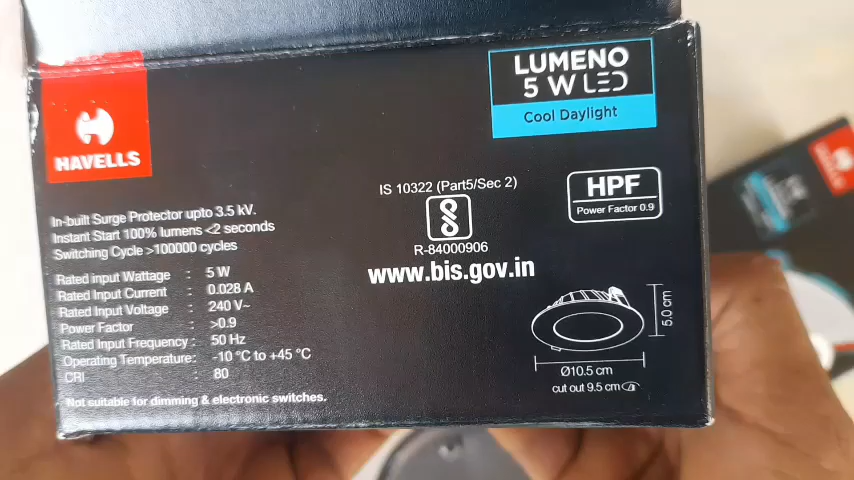 HAVELLS
LUMENO
5 W LED
Cool Daylight
IS 10322 (Part5/Sec 2)
R-84000906
www.bis.gov.in
HPF
Power Factor 0.9
In-built Surge Protector upto 3.5 kV.
Instant Start 100% lumens <2 seconds
Switching Cycle >100000 cycles
Rated input Wattage : 5 W
Rated Input Current : 0.028 A
Rated Input Voltage : 240 V~
Power Factor : >0.9
Rated Input Frequency : 50 Hz
Operating Temperature : -10 °C to +45 °C
CRI : 80
Not suitable for dimming & electronic switches.
5.0 cm
Ø10.5 cm
cut out 9.5 cm